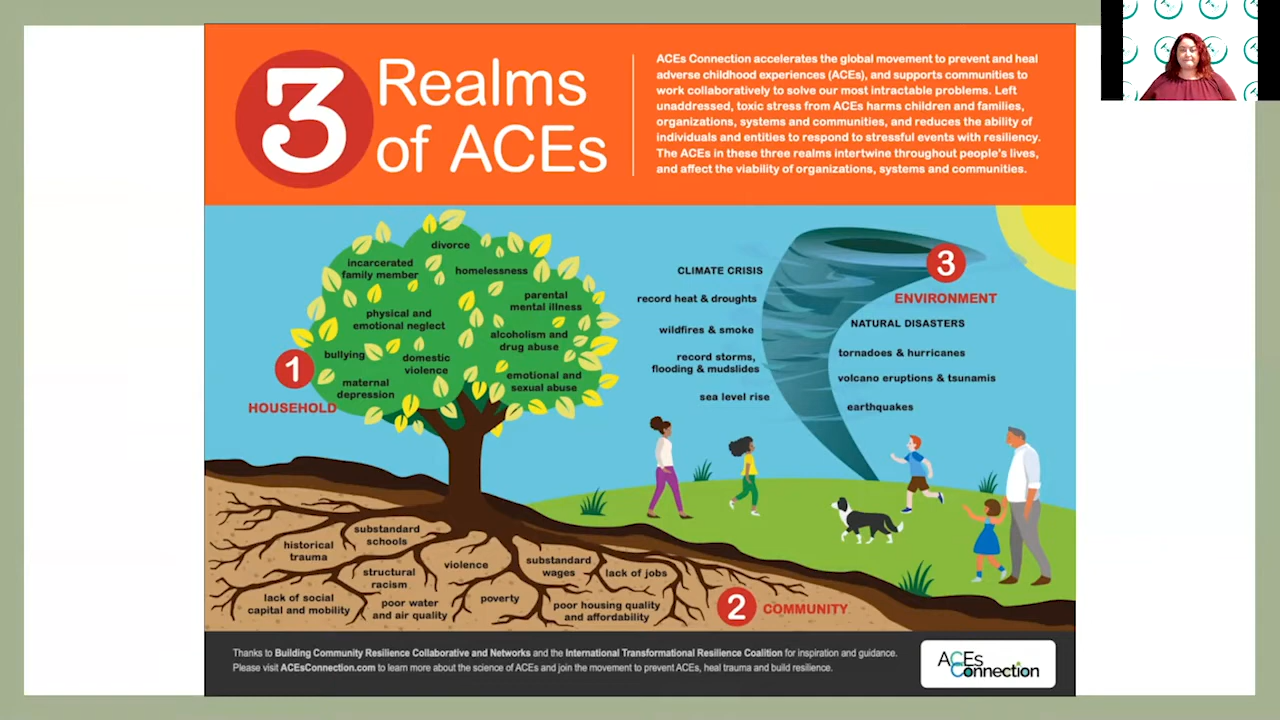 3
Realms
of ACEs
ACEs Connection accelerates the global movement to prevent and heal
adverse childhood experiences (ACEs), and supports communities to
work collaboratively to solve our most intractable problems. Left
unaddressed, toxic stress from ACEs harms children and families,
organizations, systems and communities, and reduces the ability of
individuals and entities to respond to stressful events with resiliency.
The ACEs in these three realms intertwine throughout people's lives,
and affect the viability of organizations, systems and communities.
divorce
incarcerated
family member
homelessness
parental
mental illness
physical and
emotional neglect
alcoholism and
drug abuse
bullying
domestic
violence
emotional and
sexual abuse
maternal
depression
1
HOUSEHOLD
CLIMATE CRISIS
record heat & droughts
wildfires & smoke
record storms,
flooding & mudslides
sea level rise
3
ENVIRONMENT
NATURAL DISASTERS
tornadoes & hurricanes
volcano eruptions & tsunamis
earthquakes
substandard
schools
historical
trauma
violence
substandard
wages
lack of jobs
structural
racism
lack of social
capital and mobility
poor water
and air quality
poverty
poor housing quality
and affordability
2
COMMUNITY
Thanks to Building Community Resilience Collaborative and Networks and the International Transformational Resilience Coalition for inspiration and guidance.
Please visit ACEsConnection.com to learn more about the science of ACEs and join the movement to prevent ACEs, heal trauma and build resilience.
ACEs
Connection